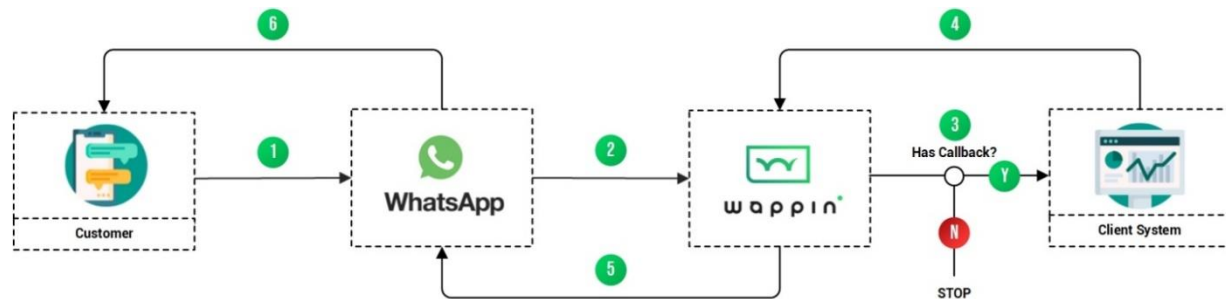 6
4
1
2
3
Has Callback?
Y
WhatsApp
wappin
N
Customer
Client System
5
STOP